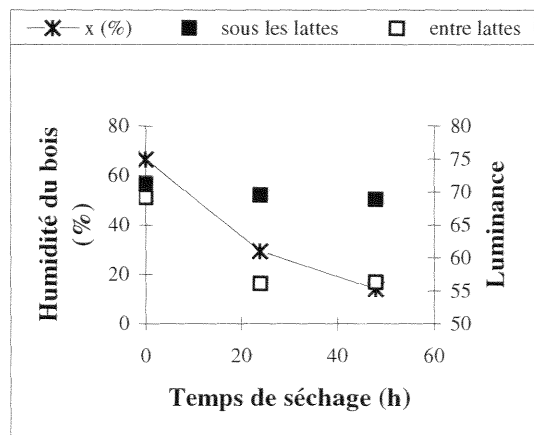 x (%) sous les lattes entre lattes
Humidité du bois
(%)
80
60
40
20
0
80
75
70
65
60
55
50
Luminance
0 20 40 60
Temps de séchage (h)